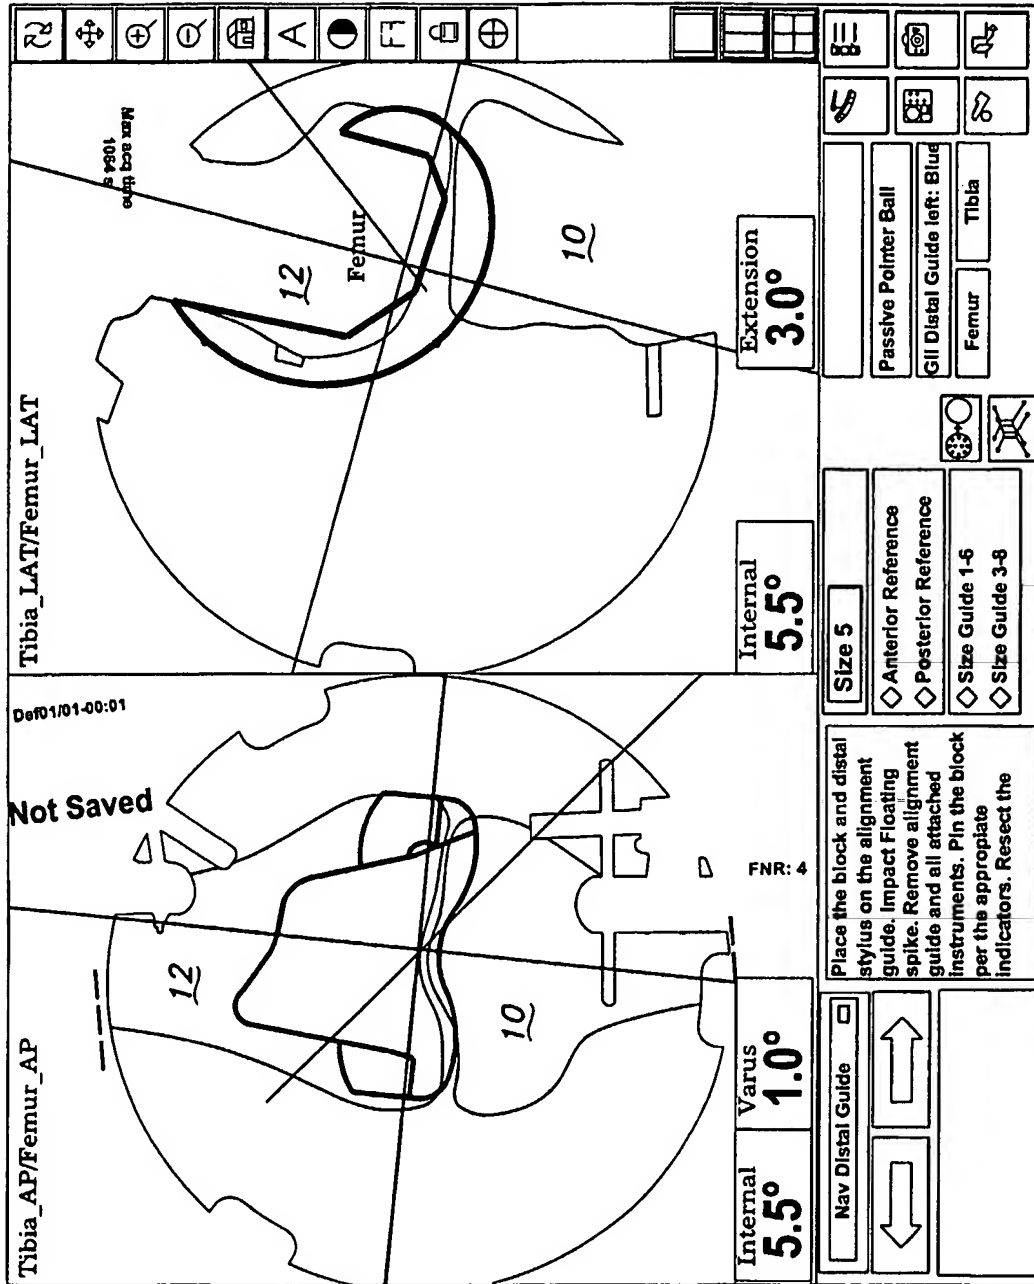 Tibia_AP/Femur_AP
Not Saved
Def01/01-00:01
12
10
FNR: 4
Internal
5.5°
Varus
1.0°
Tibia_LAT/Femur_LAT
Max acq time
1064 s
12
Femur
10
Internal
5.5°
Extension
3.0°
A
Nav Distal Guide
Place the block and distal
stylus on the alignment
guide. Impact Floating
spike. Remove alignment
guide and all attached
instruments. Pin the block
per the appropiate
indicators. Resect the
Size 5
Anterior Reference
Posterior Reference
Size Guide 1-6
Size Guide 3-8
Passive Pointer Ball
GII Distal Guide left: Blue
Femur
Tibia